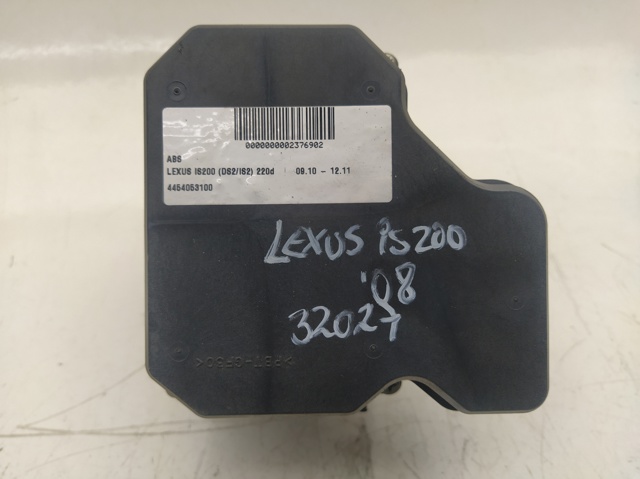 0000000002376902
ABS
LEXUS IS200 (DS2/IS2) 220d 09.10 - 12.11
4454053100
LEXUS IS200
'08
32027